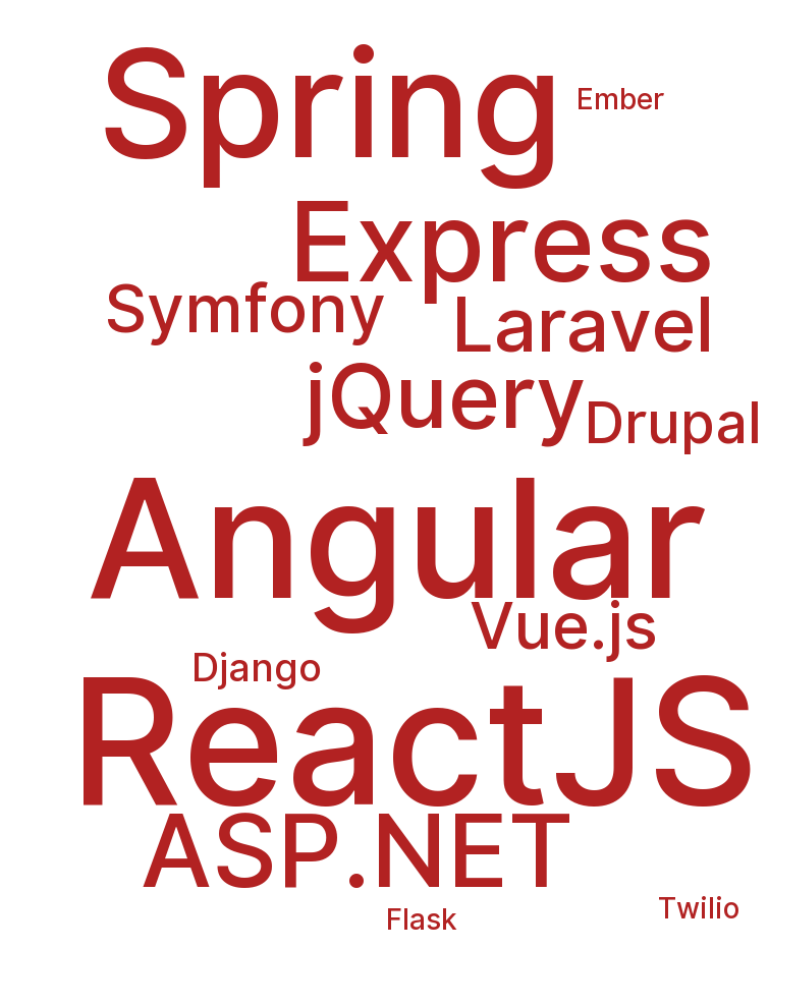 Spring
Ember
Express
Symfony
Laravel
jQuery
Drupal
Angular
Vue.js
Django
ReactJS
ASP.NET
Flask
Twilio